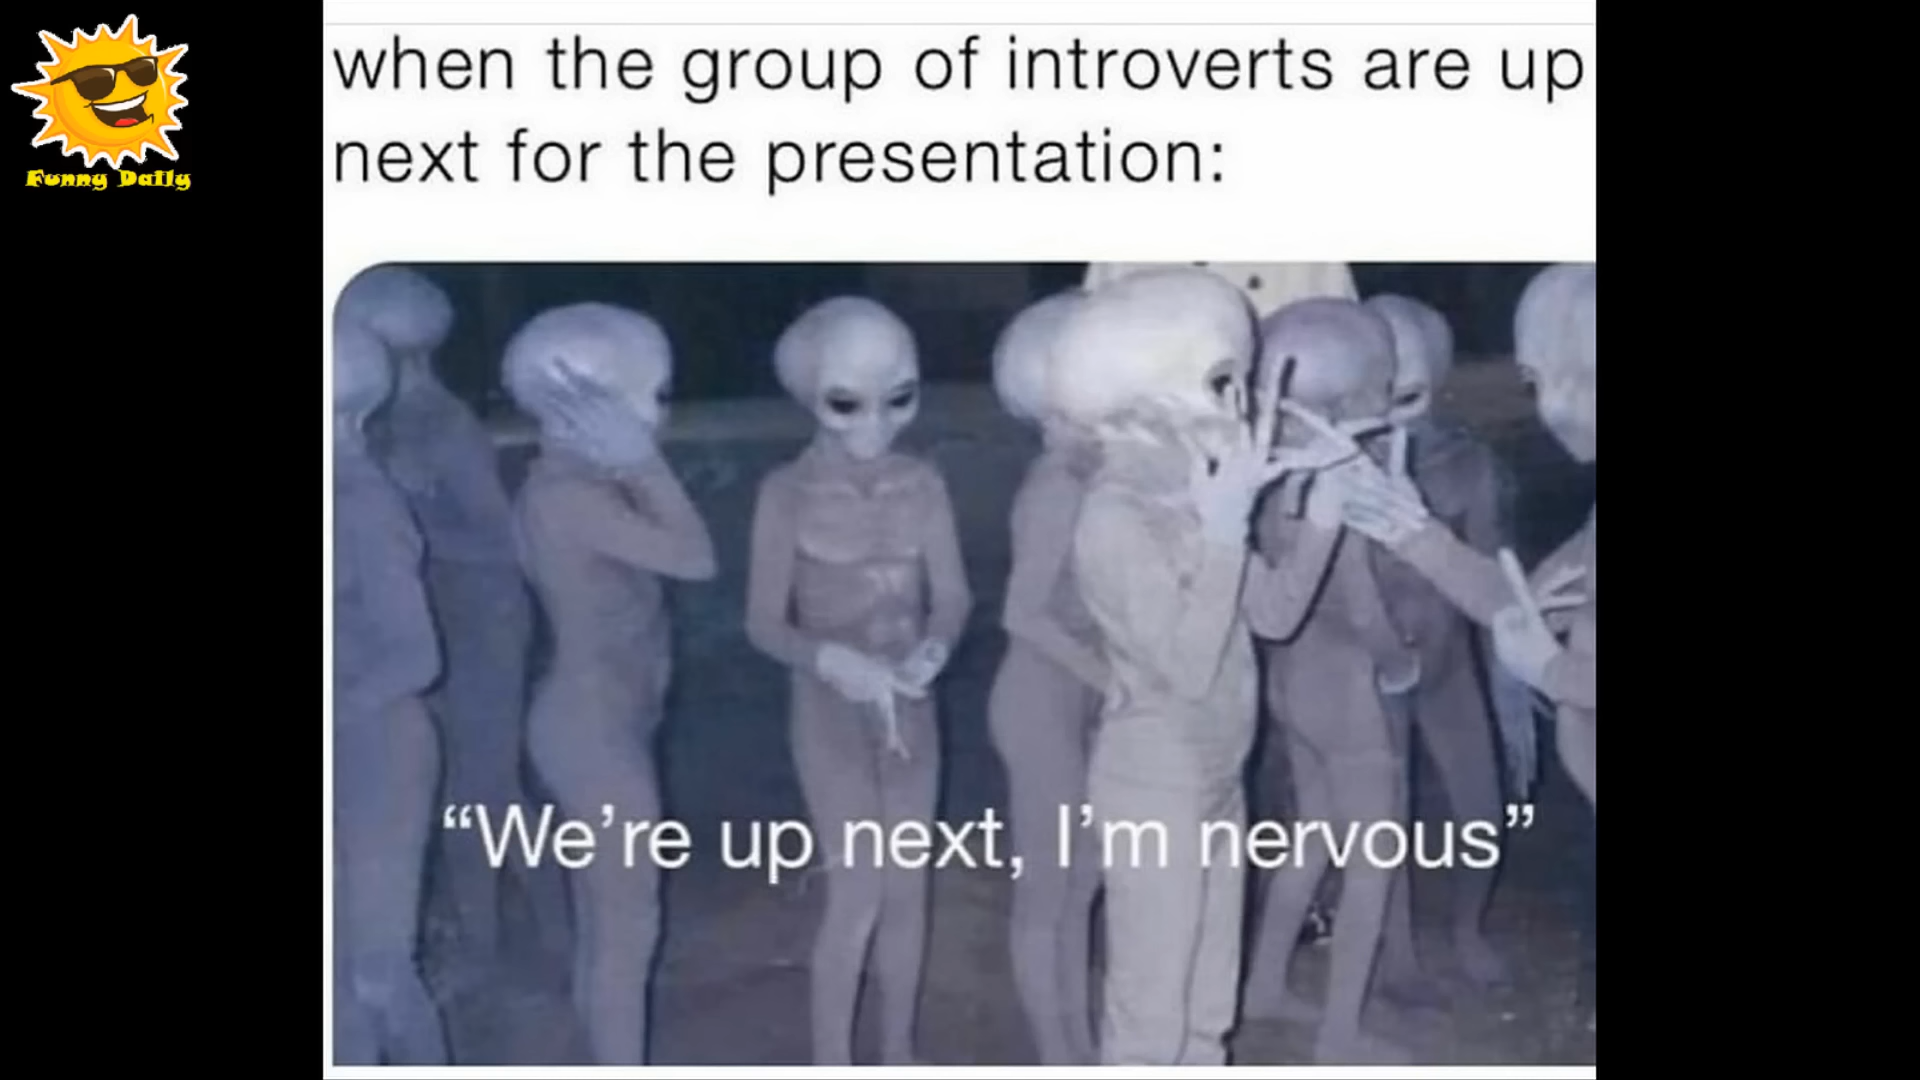 Funny Daily
when the group of introverts are up
next for the presentation:
“We’re up next, I’m nervous”